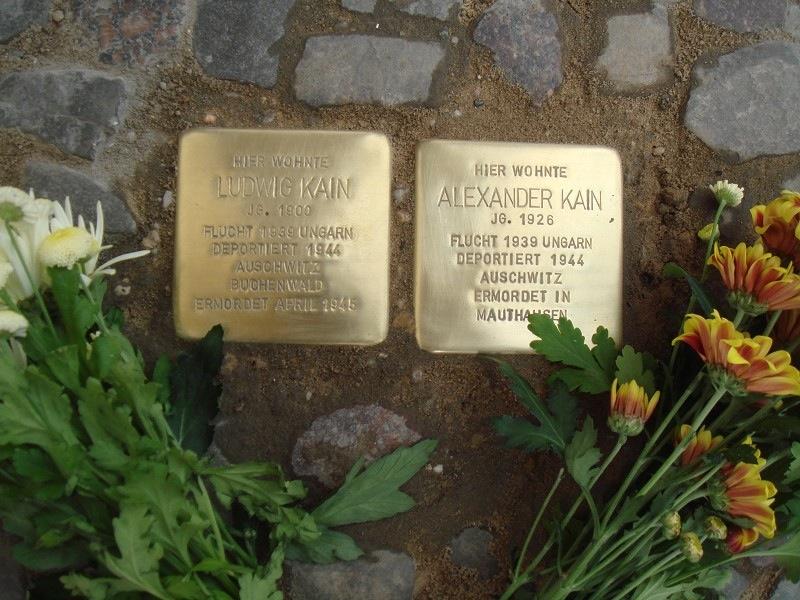 HIER WOHNTE
LUDWIG KAIN
JG. 1900
FLUCHT 1939 UNGARN
DEPORTIERT 1944
AUSCHWITZ
BUCHENWALD
ERMORDET APRIL 1945
HIER WOHNTE
ALEXANDER KAIN
JG. 1926
FLUCHT 1939 UNGARN
DEPORTIERT 1944
AUSCHWITZ
ERMORDET IN
MAUTHAUSEN